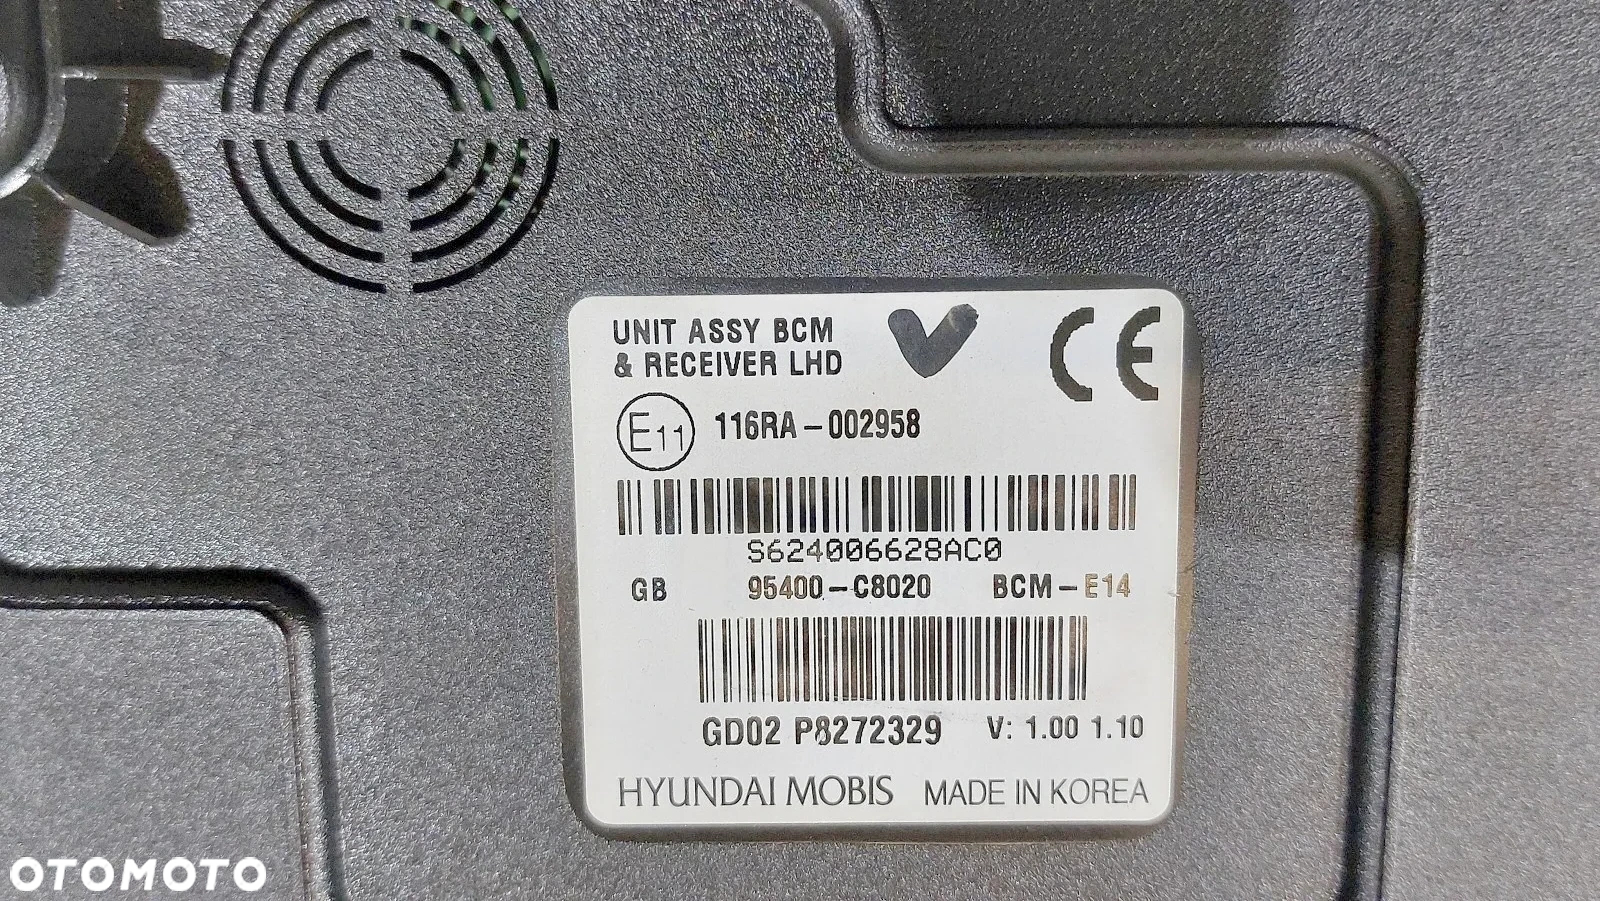 UNIT ASSY BCM
& RECEIVER LHD
CE
E11 116RA-002958
S624006628AC0
GB 95400-C8020 BCM-E14
GD02 P8272329 V: 1.00 1.10
HYUNDAI MOBIS MADE IN KOREA
OTOMOTO